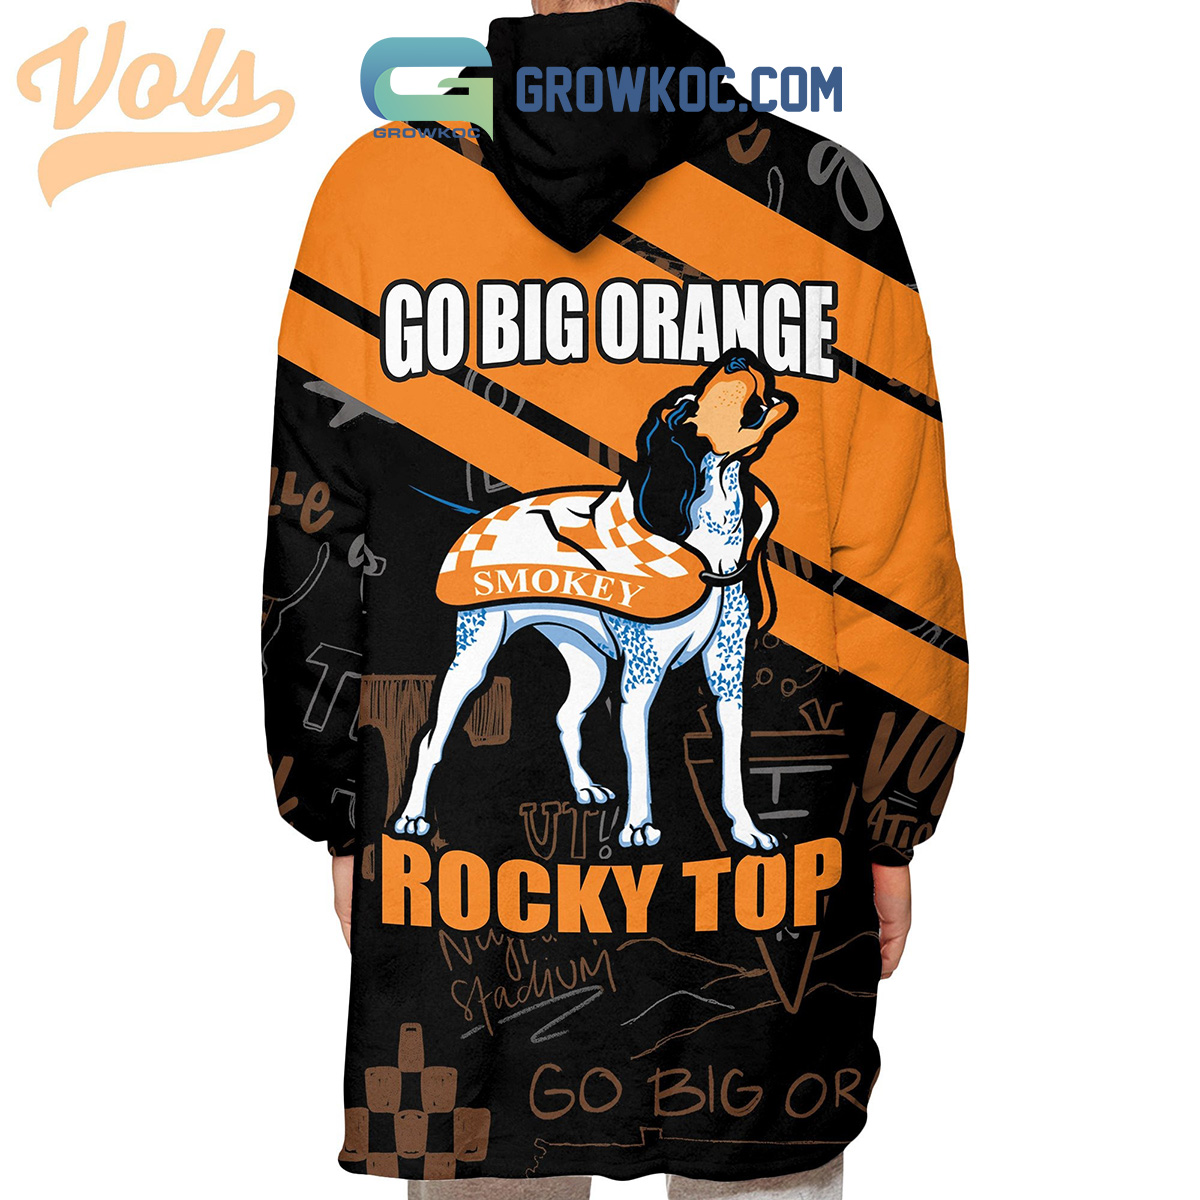 Vols
GROWKOC.COM
GROWKOC
GO BIG ORANGE
SMOKEY
UT!
ROCKY TOP
Stadium
GO BIG OR